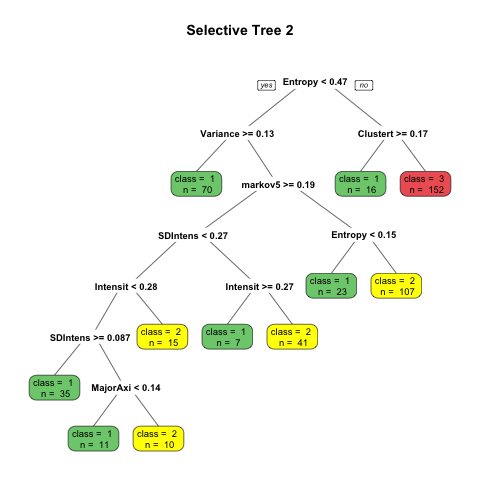 Selective Tree 2
yes
Entropy < 0.47
no
Variance >= 0.13
Clustert >= 0.17
class = 1
n = 70
markov5 >= 0.19
class = 1
n = 16
class = 3
n = 152
SDIntens < 0.27
Entropy < 0.15
Intensit < 0.28
Intensit >= 0.27
class = 1
n = 23
class = 2
n = 107
SDIntens >= 0.087
class = 2
n = 15
class = 1
n = 7
class = 2
n = 41
class = 1
n = 35
MajorAxi < 0.14
class = 1
n = 11
class = 2
n = 10